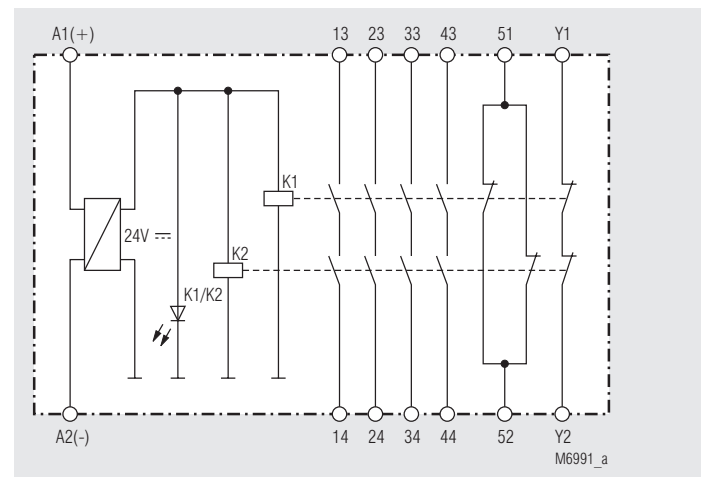 A1(+) 13 23 33 43 51 Y1
K1
24V ⎓
K2
K1/K2
A2(-) 14 24 34 44 52 Y2
M6991_a